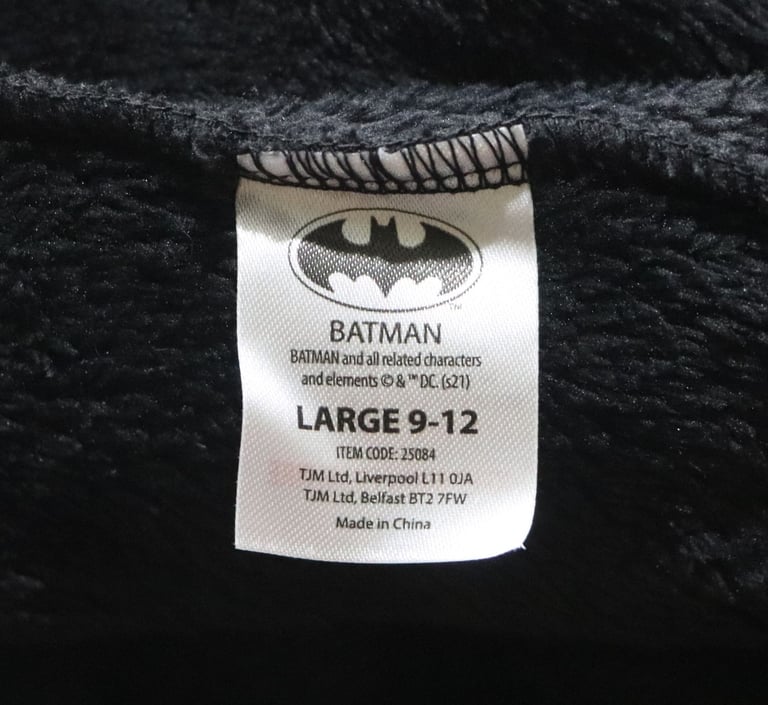 TM
BATMAN
BATMAN and all related characters
and elements © & ™ DC. (s21)
LARGE 9-12
ITEM CODE: 25084
TJM Ltd, Liverpool L11 0JA
TJM Ltd, Belfast BT2 7FW
Made in China